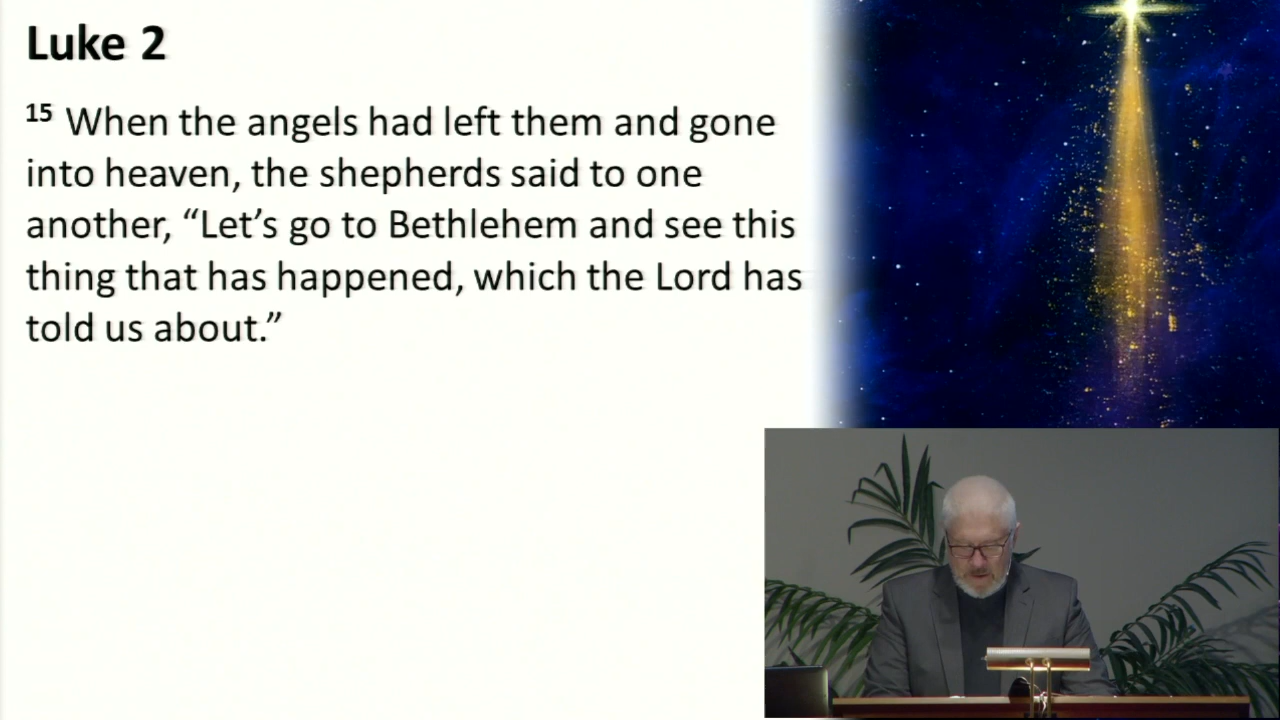 Luke 2
15 When the angels had left them and gone
into heaven, the shepherds said to one
another, “Let’s go to Bethlehem and see this
thing that has happened, which the Lord has
told us about.”